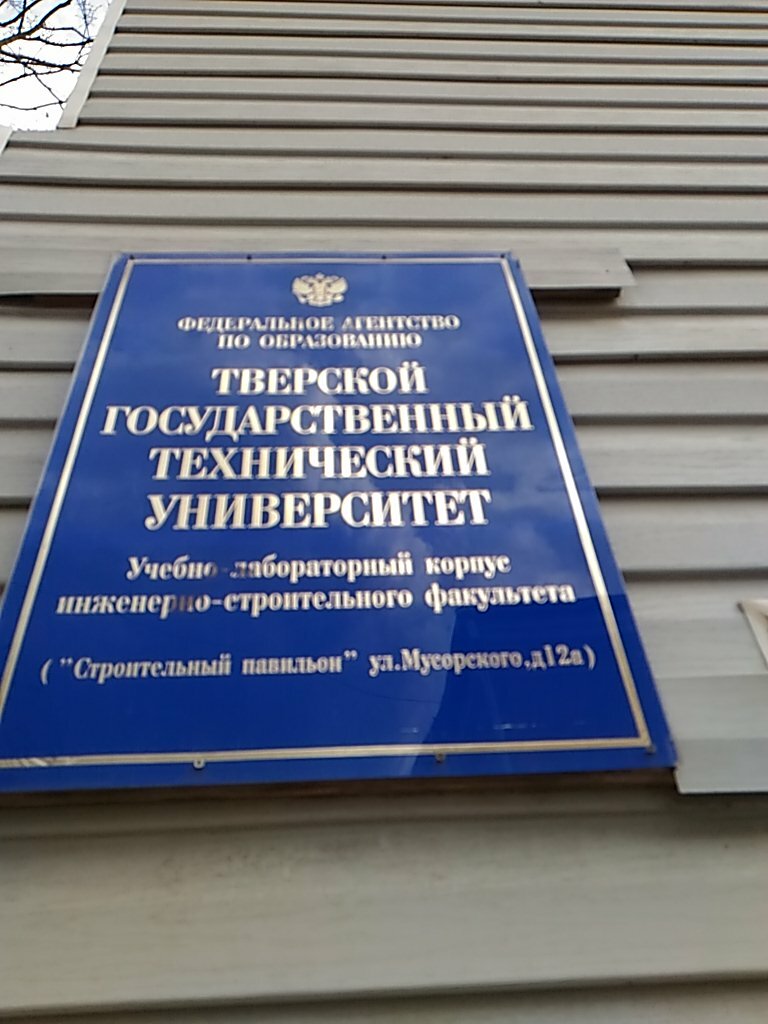 ФЕДЕРАЛЬНОЕ АГЕНТСТВО
ПО ОБРАЗОВАНИЮ
ТВЕРСКОЙ
ГОСУДАРСТВЕННЫЙ
ТЕХНИЧЕСКИЙ
УНИВЕРСИТЕТ
Учебно-лабораторный корпус
инженерно-строительного факультета
("Строительный павильон" ул.Мусорского,д12а)